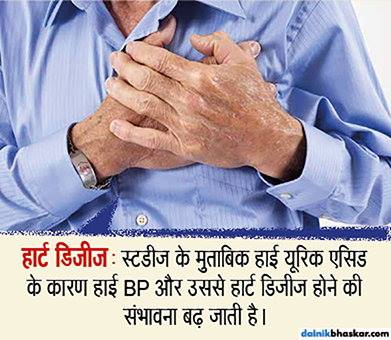 हार्ट डिजीज : स्टडीज के मुताबिक हाई यूरिक एसिड
के कारण हाई BP और उससे हार्ट डिजीज होने की
संभावना बढ़ जाती है।
dainikbhaskar.com